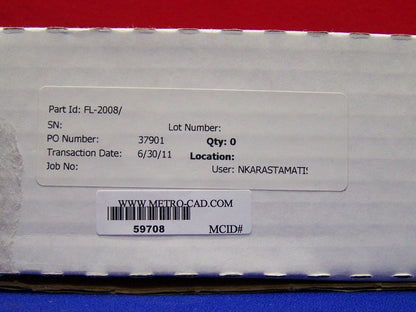 Part Id: FL-2008/
SN: Lot Number:
PO Number: 37901 Qty: 0
Transaction Date: 6/30/11 Location:
Job No: User: NKARASTAMATIS
WWW.METRO-CAD.COM
59708 MCID#